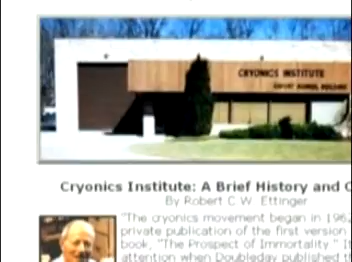 CRYONICS INSTITUTE
Cryonics Institute: A Brief History and
By Robert C.W. Ettinger
"The cryonics movement began in 196
private publication of the first version
book, "The Prospect of Immortality."
attention when Doubleday published